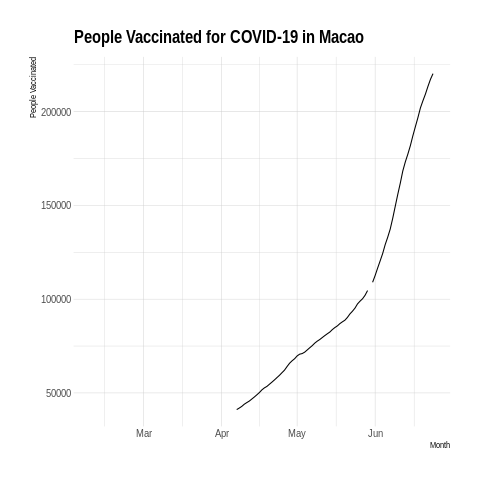 People Vaccinated for COVID-19 in Macao
People Vaccinated
200000
150000
100000
50000
Mar Apr May Jun
Month